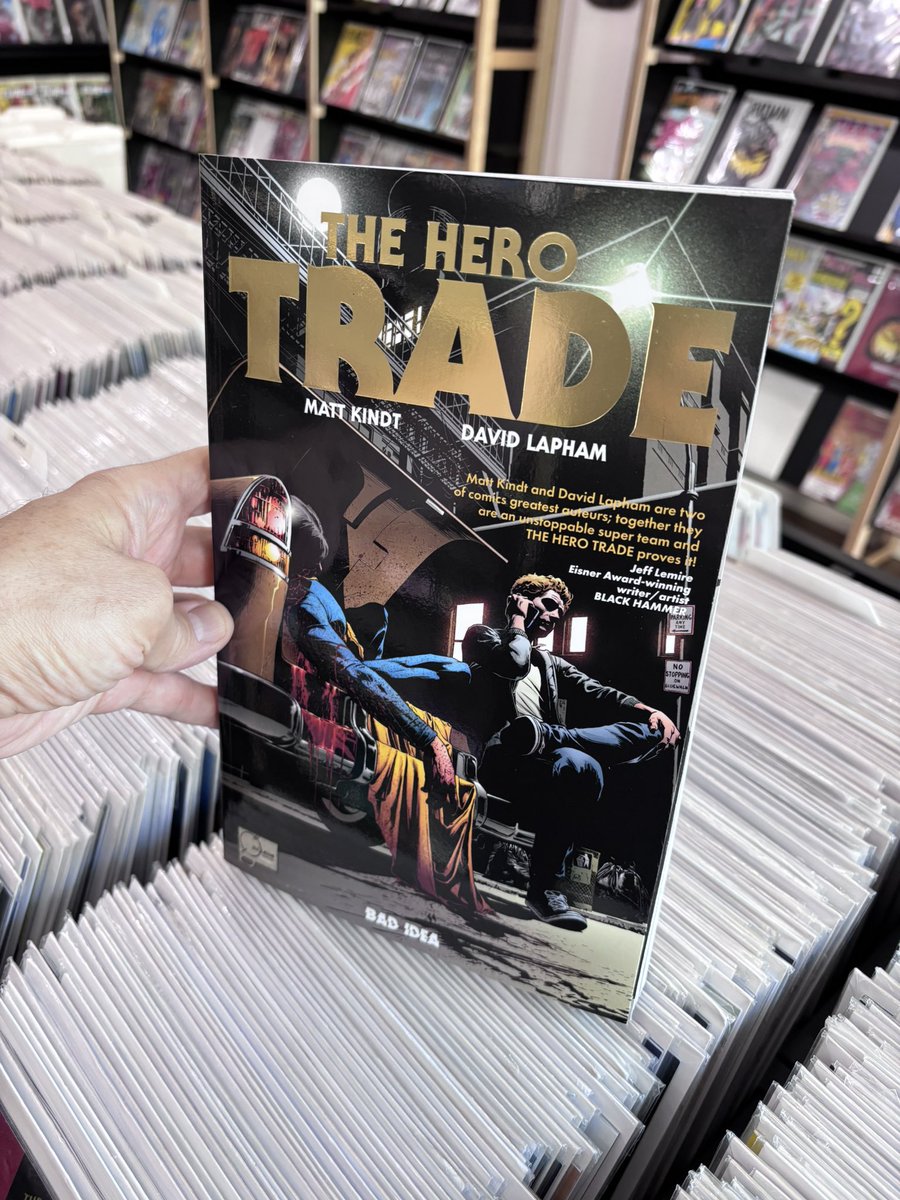 THE HERO
TRADE
MATT KINDT
DAVID LAPHAM
Matt Kindt and David Lapham are two
of comics greatest auteurs; together they
are an unstoppable super team and
THE HERO TRADE proves it!
Jeff Lemire
Eisner Award-winning
writer/artist
BLACK HAMMER
PARKING
ANY
TIME
NO
STOPPING
ON
SIDEWALK
BAD IDEA